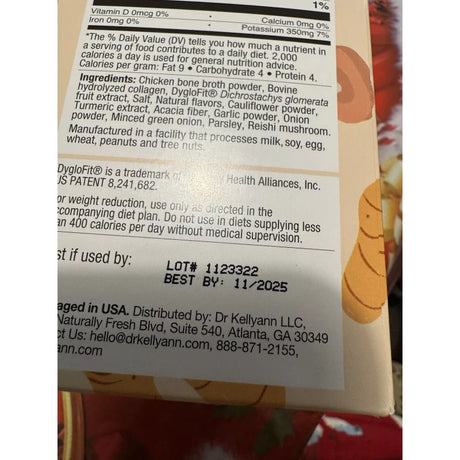 1%
Vitamin D 0mcg 0% • Calcium 0mg 0%
Iron 0mg 0% • Potassium 350mg 7%
*The % Daily Value (DV) tells you how much a nutrient in
a serving of food contributes to a daily diet. 2,000
calories a day is used for general nutrition advice.
Calories per gram: Fat 9 • Carbohydrate 4 • Protein 4.
Ingredients: Chicken bone broth powder, Bovine
hydrolyzed collagen, DygloFit® Dichrostachys glomerata
fruit extract, Salt, Natural flavors, Cauliflower powder,
Turmeric extract, Acacia fiber, Garlic powder, Onion
powder, Minced green onion, Parsley, Reishi mushroom.
Manufactured in a facility that processes milk, soy, egg,
wheat, peanuts and tree nuts.
DygloFit® is a trademark of Health Alliances, Inc.
US PATENT 8,241,682.
or weight reduction, use only as directed in the
ccompanying diet plan. Do not use in diets supplying less
an 400 calories per day without medical supervision.
st if used by:
LOT# 1123322
BEST BY: 11/2025
aged in USA. Distributed by: Dr Kellyann LLC,
Naturally Fresh Blvd, Suite 540, Atlanta, GA 30349
ct Us: hello@drkellyann.com, 888-871-2155,
yann.com